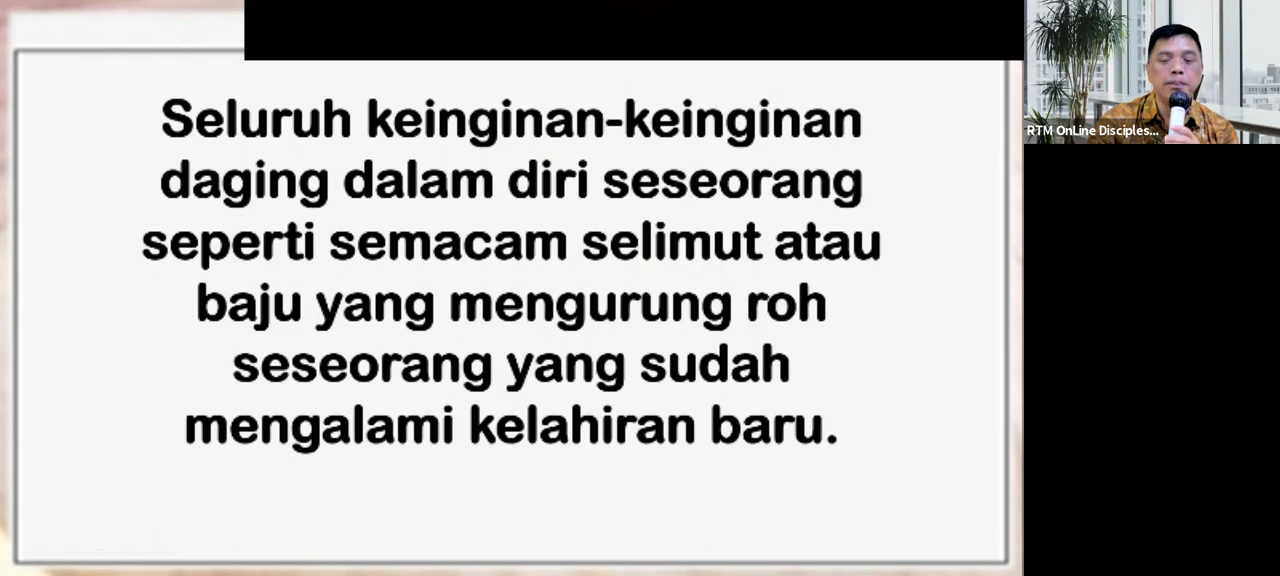 Seluruh keinginan-keinginan
daging dalam diri seseorang
seperti semacam selimut atau
baju yang mengurung roh
seseorang yang sudah
mengalami kelahiran baru.
RTM OnLine Disciples...